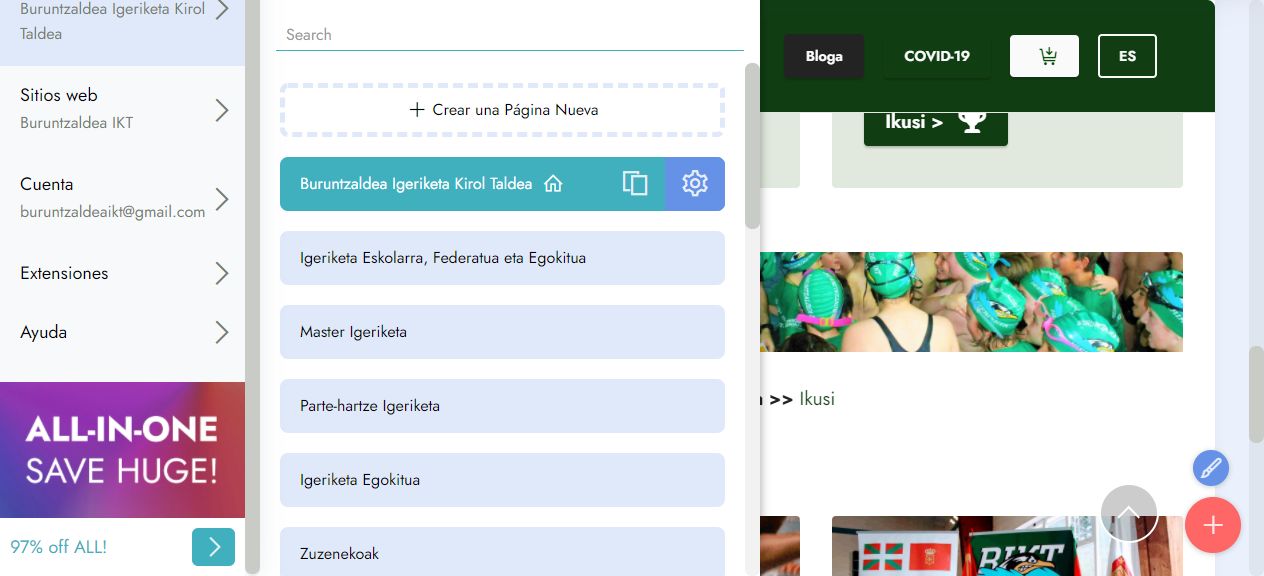 Buruntzaldea Igeriketa Kirol
Taldea
Sitios web
Buruntzaldea IKT
Cuenta
buruntzaldeaikt@gmail.com
Extensiones
Ayuda
ALL-IN-ONE
SAVE HUGE!
97% off ALL!
Search
+ Crear una Página Nueva
Buruntzaldea Igeriketa Kirol Taldea
Igeriketa Eskolarra, Federatua eta Egokitua
Master Igeriketa
Parte-hartze Igeriketa
Igeriketa Egokitua
Zuzenekoak
Bloga
COVID-19
ES
Ikusi >
>> Ikusi
BIKT